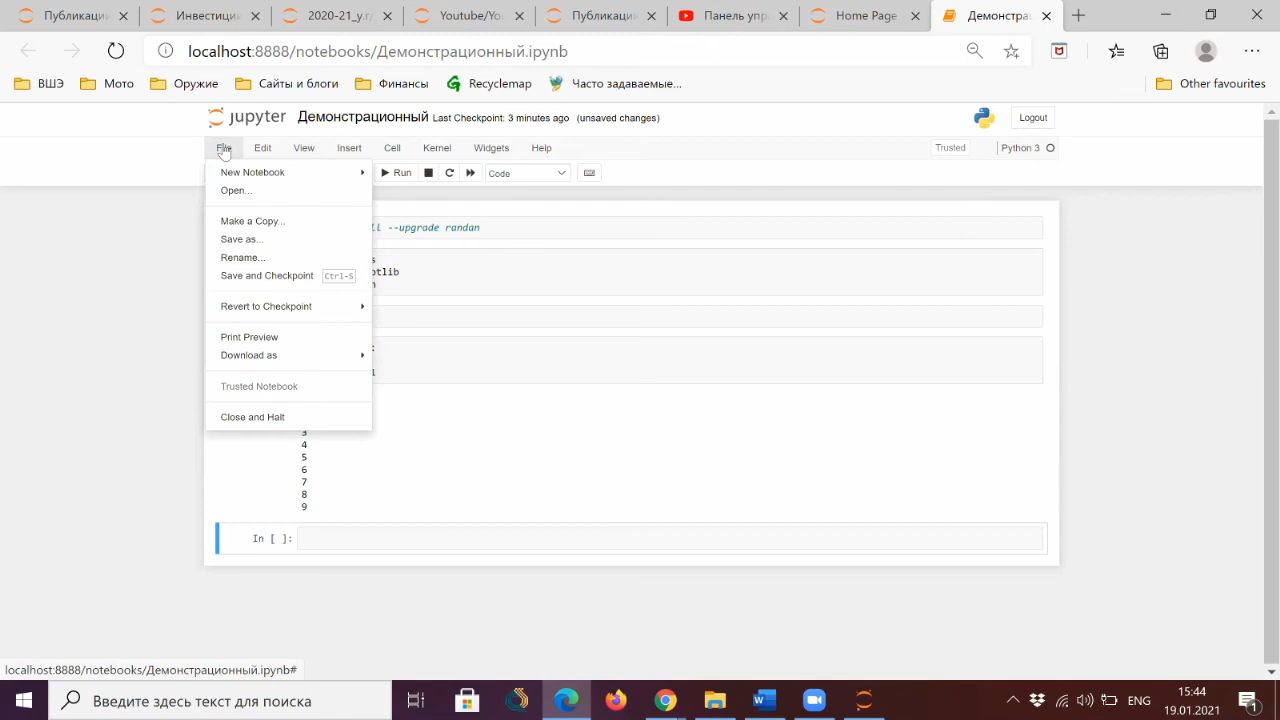 Публикаци
Инвестици
2020-21_у.г/
Youtube/Yo
Публикаци
Панель упр
Home Page
Демонстра
localhost:8888/notebooks/Демонстрационный.ipynb
ВШЭ
Мото
Оружие
Сайты и блоги
Финансы
Recyclemap
Часто задаваемые...
Other favourites
jupyter Демонстрационный Last Checkpoint: 3 minutes ago (unsaved changes)
Logout
File Edit View Insert Cell Kernel Widgets Help
Trusted
Python 3
Run
Code
New Notebook
Open...
Make a Copy...
Save as...
Rename...
Save and Checkpoint Ctrl-S
Revert to Checkpoint
Print Preview
Download as
Trusted Notebook
Close and Halt
ll --upgrade randan
s
otlib
n
:
1
3
4
5
6
7
8
9
In [ ]:
localhost:8888/notebooks/Демонстрационный.ipynb#
Введите здесь текст для поиска
ENG
15:44
19.01.2021
1